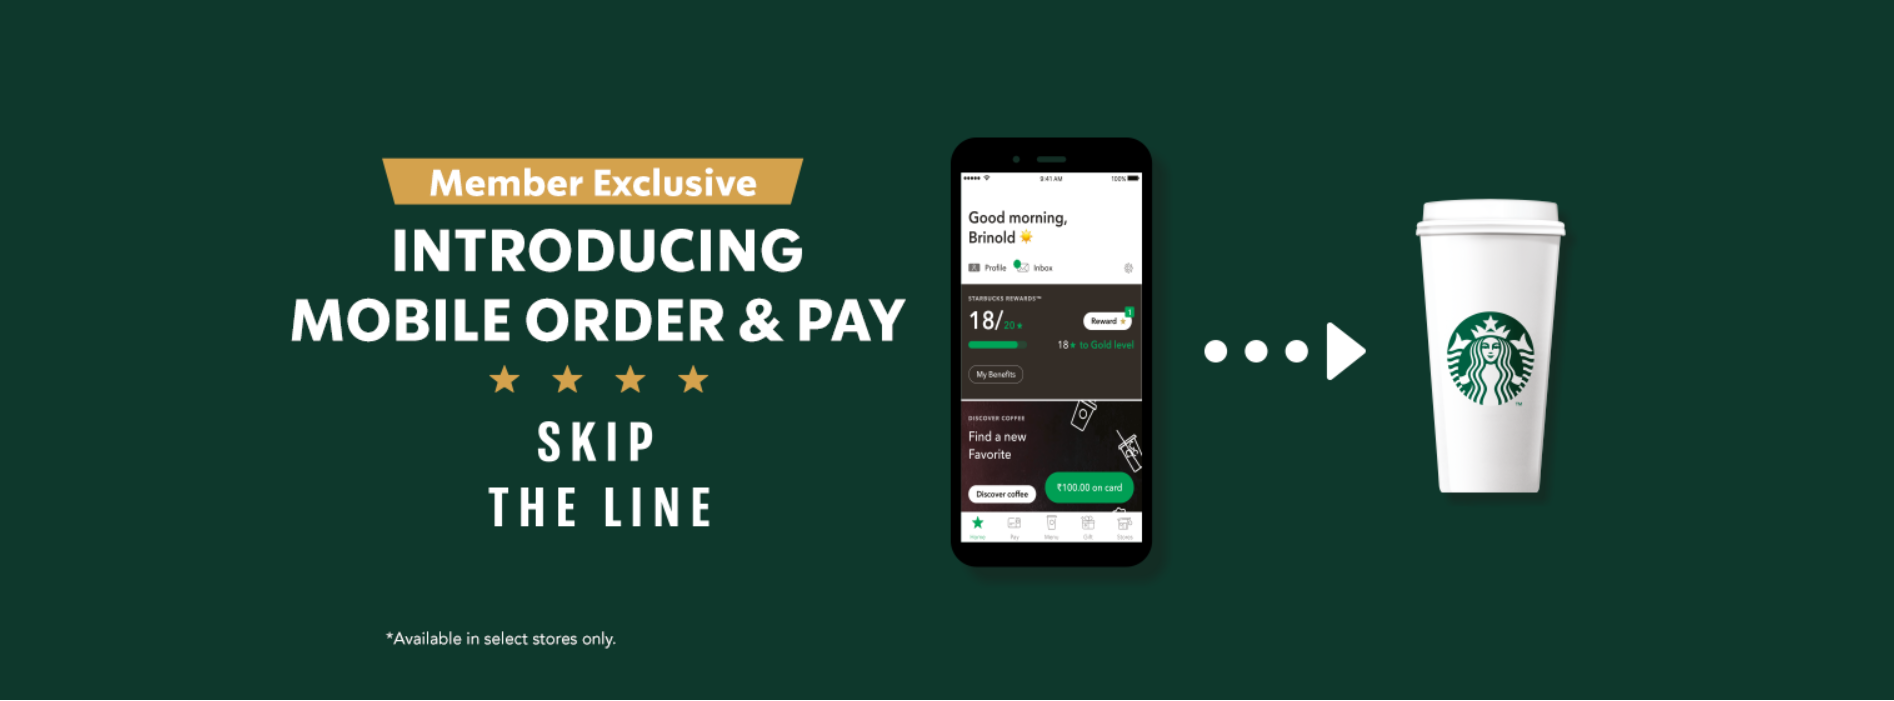 Member Exclusive
INTRODUCING
MOBILE ORDER & PAY
SKIP
THE LINE
*Available in select stores only.
9:41 AM 100%
Good morning,
Brinold
Profile Inbox
STARBUCKS REWARDS™
18/20★ Reward ★ 1
18★ to Gold level
My Benefits
DISCOVER COFFEE
Find a new
Favorite
Discover coffee ₹100.00 on card
Home Pay Menu Gift Stores
TM